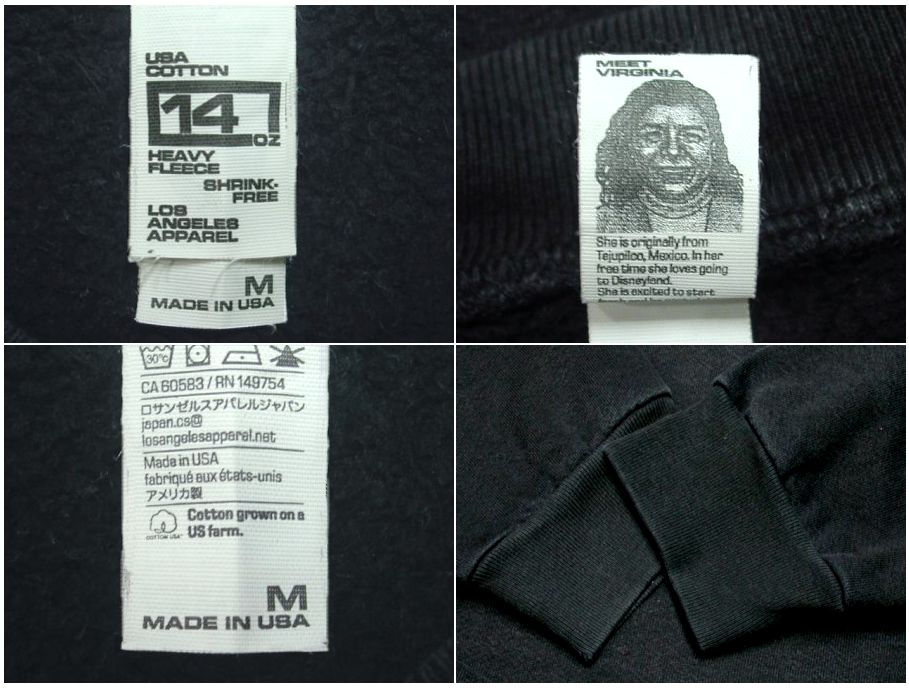 USA
COTTON
14
OZ
HEAVY
FLEECE
SHRINK-
FREE
LOS
ANGELES
APPAREL
M
MADE IN USA
MEET
VIRGINIA
She is originally from
Tejupilco, Mexico. In her
free time she loves going
to Disneyland.
She is excited to start
30°C
CA 60583 / RN 149754
ロサンゼルスアパレルジャパン
japan.cs@
losangelesapparel.net
Made in USA
fabriqué aux états-unis
アメリカ製
COTTON USA
Cotton grown on a
US farm.
M
MADE IN USA